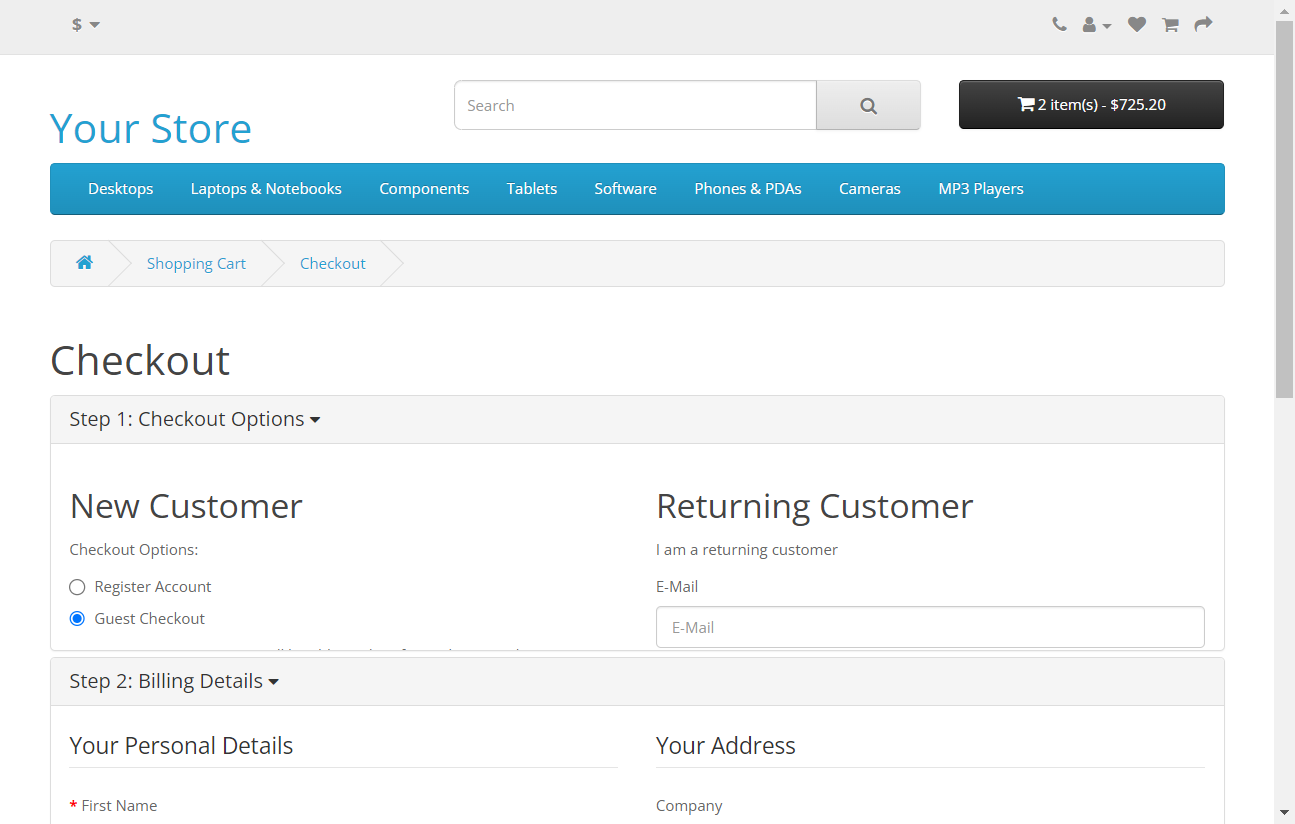 $
Search
2 item(s) - $725.20
Your Store
Desktops
Laptops & Notebooks
Components
Tablets
Software
Phones & PDAs
Cameras
MP3 Players
Shopping Cart
Checkout
Checkout
Step 1: Checkout Options
New Customer
Checkout Options:
Register Account
Guest Checkout
Returning Customer
I am a returning customer
E-Mail
E-Mail
Step 2: Billing Details
Your Personal Details
* First Name
Your Address
Company